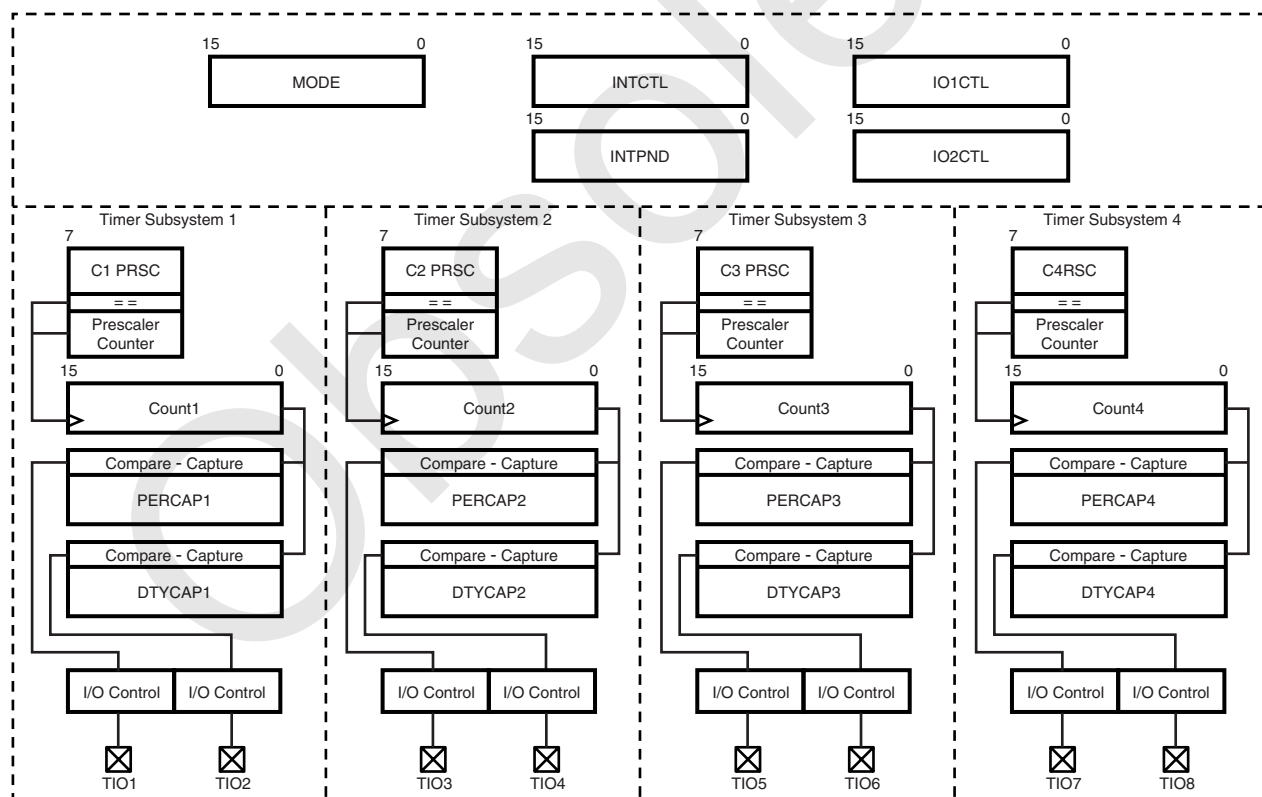 15 0 15 0 15 0
MODE INTCTL IO1CTL
15 0 15 0
INTPND IO2CTL
Timer Subsystem 1 Timer Subsystem 2 Timer Subsystem 3 Timer Subsystem 4
7 7 7 7
C1 PRSC C2 PRSC C3 PRSC C4RSC
= = = = = = = =
Prescaler Prescaler Prescaler Prescaler
Counter Counter Counter Counter
15 0 15 0 15 0 15 0
Count1 Count2 Count3 Count4
Compare - Capture Compare - Capture Compare - Capture Compare - Capture
PERCAP1 PERCAP2 PERCAP3 PERCAP4
Compare - Capture Compare - Capture Compare - Capture Compare - Capture
DTYCAP1 DTYCAP2 DTYCAP3 DTYCAP4
I/O Control I/O Control I/O Control I/O Control I/O Control I/O Control I/O Control I/O Control
TIO1 TIO2 TIO3 TIO4 TIO5 TIO6 TIO7 TIO8
Obsole